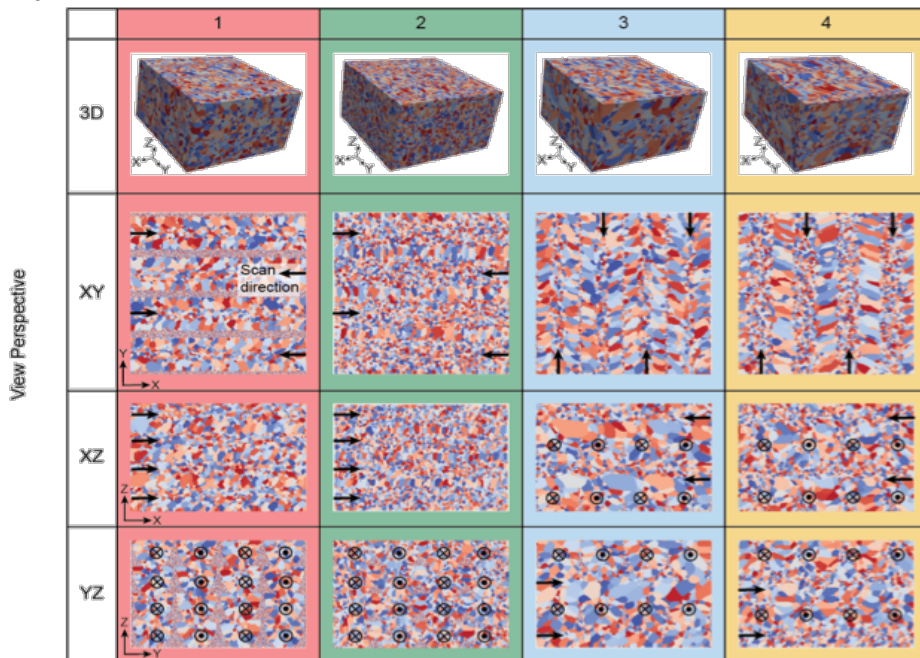 1 2 3 4
3D
Z X Y Z X Y Z X Y Z X Y
View Perspective
XY
Scan
direction
Y
X
XZ
Z
X
YZ
Z
Y